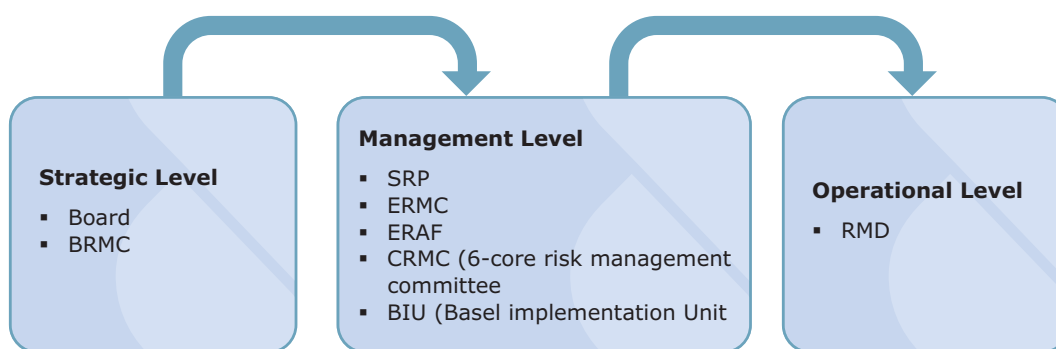 Strategic Level
▪ Board
▪ BRMC
Management Level
▪ SRP
▪ ERMC
▪ ERAF
▪ CRMC (6-core risk management
committee
▪ BIU (Basel implementation Unit
Operational Level
▪ RMD